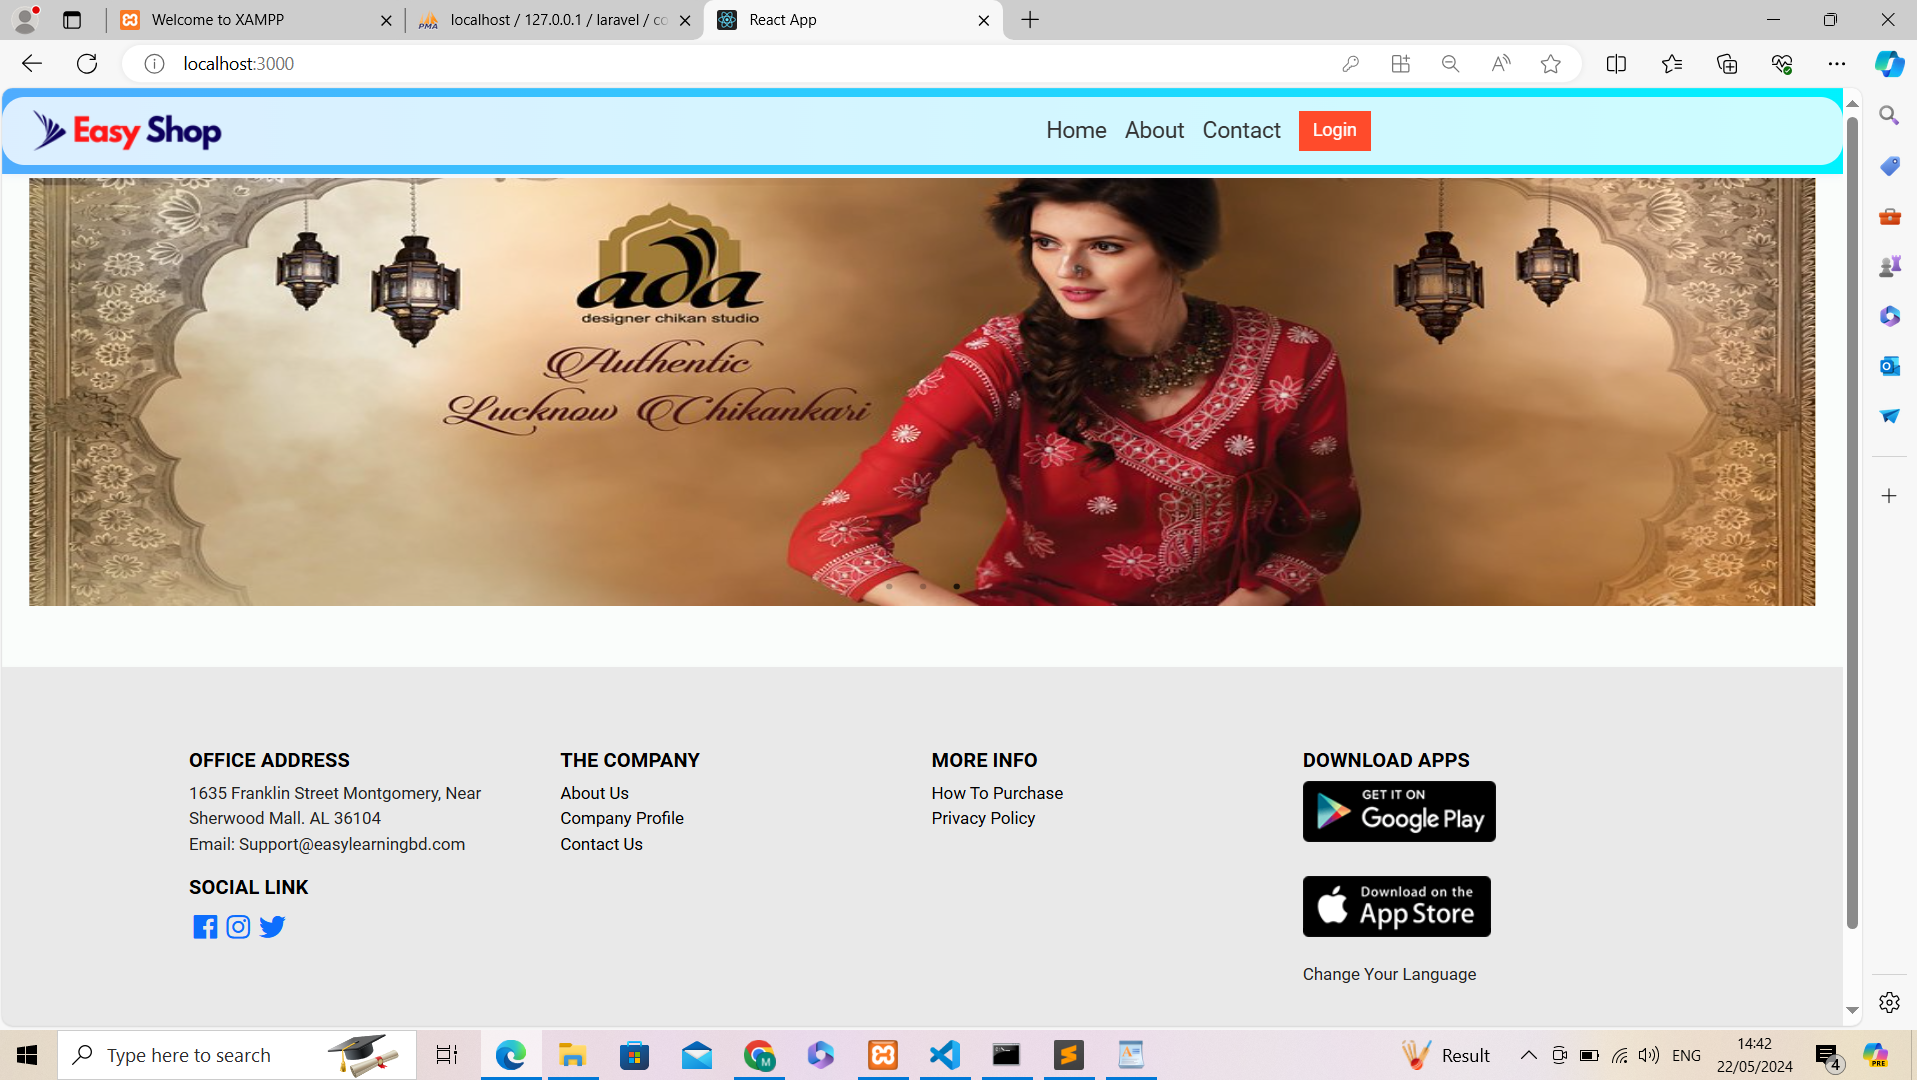 Welcome to XAMPP
localhost / 127.0.0.1 / laravel / co
React App
localhost:3000
Easy Shop
Home About Contact Login
ada
designer chikan studio
Authentic
Lucknow Chikankari
OFFICE ADDRESS
1635 Franklin Street Montgomery, Near
Sherwood Mall. AL 36104
Email: Support@easylearningbd.com
SOCIAL LINK
THE COMPANY
About Us
Company Profile
Contact Us
MORE INFO
How To Purchase
Privacy Policy
DOWNLOAD APPS
GET IT ON
Google Play
Download on the
App Store
Change Your Language
Type here to search
Result
ENG
14:42
22/05/2024
4
PRE